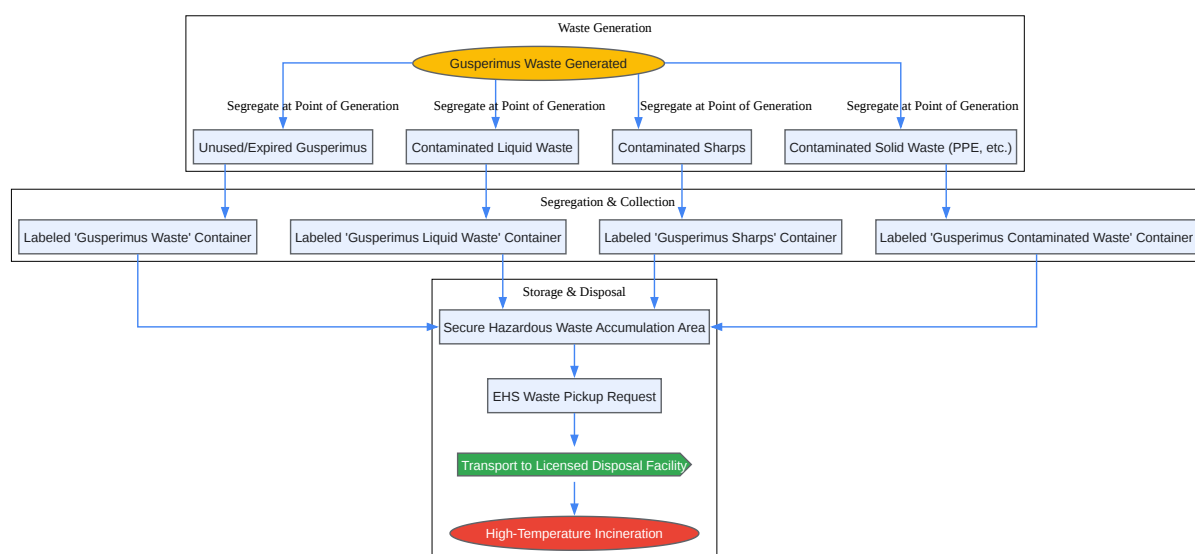 Waste Generation
Gusperimus Waste Generated
Segregate at Point of Generation
Segregate at Point of Generation
Segregate at Point of Generation
Segregate at Point of Generation
Unused/Expired Gusperimus
Contaminated Liquid Waste
Contaminated Sharps
Contaminated Solid Waste (PPE, etc.)
Segregation & Collection
Labeled 'Gusperimus Waste' Container
Labeled 'Gusperimus Liquid Waste' Container
Labeled 'Gusperimus Sharps' Container
Labeled 'Gusperimus Contaminated Waste' Container
Storage & Disposal
Secure Hazardous Waste Accumulation Area
EHS Waste Pickup Request
Transport to Licensed Disposal Facility
High-Temperature Incineration